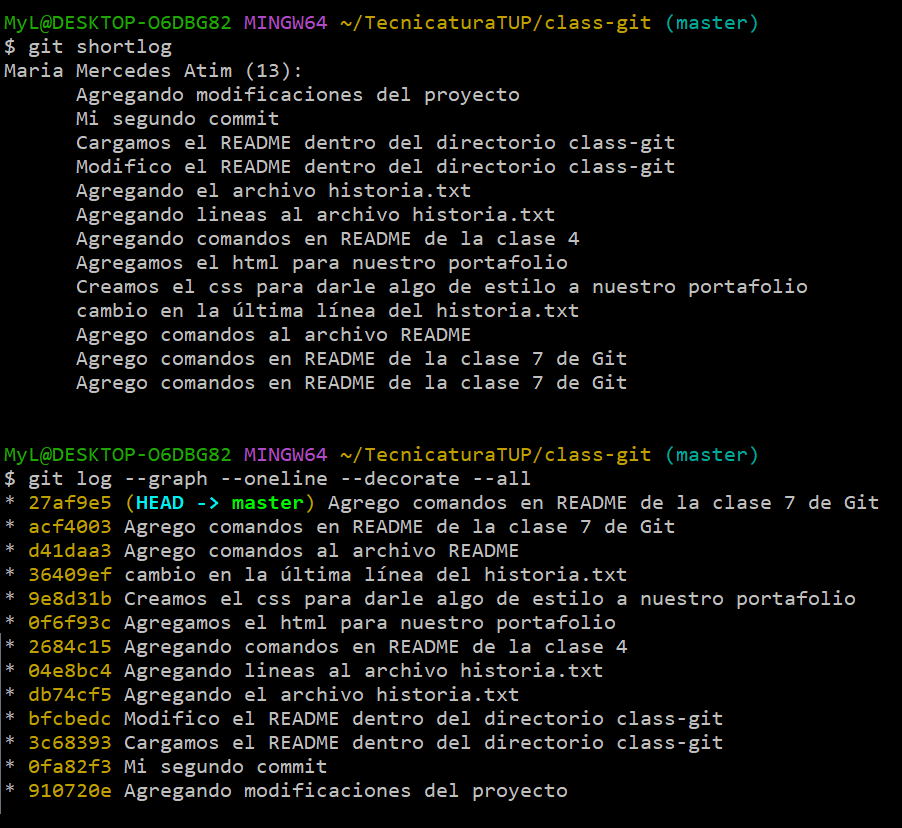 MyL@DESKTOP-O6DBG82 MINGW64 ~/TecnicaturaTUP/class-git (master)
$ git shortlog
Maria Mercedes Atim (13):
      Agregando modificaciones del proyecto
      Mi segundo commit
      Cargamos el README dentro del directorio class-git
      Modifico el README dentro del directorio class-git
      Agregando el archivo historia.txt
      Agregando lineas al archivo historia.txt
      Agregando comandos en README de la clase 4
      Agregamos el html para nuestro portafolio
      Creamos el css para darle algo de estilo a nuestro portafolio
      cambio en la última línea del historia.txt
      Agrego comandos al archivo README
      Agrego comandos en README de la clase 7 de Git
      Agrego comandos en README de la clase 7 de Git

MyL@DESKTOP-O6DBG82 MINGW64 ~/TecnicaturaTUP/class-git (master)
$ git log --graph --oneline --decorate --all
* 27af9e5 (HEAD -> master) Agrego comandos en README de la clase 7 de Git
* acf4003 Agrego comandos en README de la clase 7 de Git
* d41daa3 Agrego comandos al archivo README
* 36409ef cambio en la última línea del historia.txt
* 9e8d31b Creamos el css para darle algo de estilo a nuestro portafolio
* 0f6f93c Agregamos el html para nuestro portafolio
* 2684c15 Agregando comandos en README de la clase 4
* 04e8bc4 Agregando lineas al archivo historia.txt
* db74cf5 Agregando el archivo historia.txt
* bfcbedc Modifico el README dentro del directorio class-git
* 3c68393 Cargamos el README dentro del directorio class-git
* 0fa82f3 Mi segundo commit
* 910720e Agregando modificaciones del proyecto